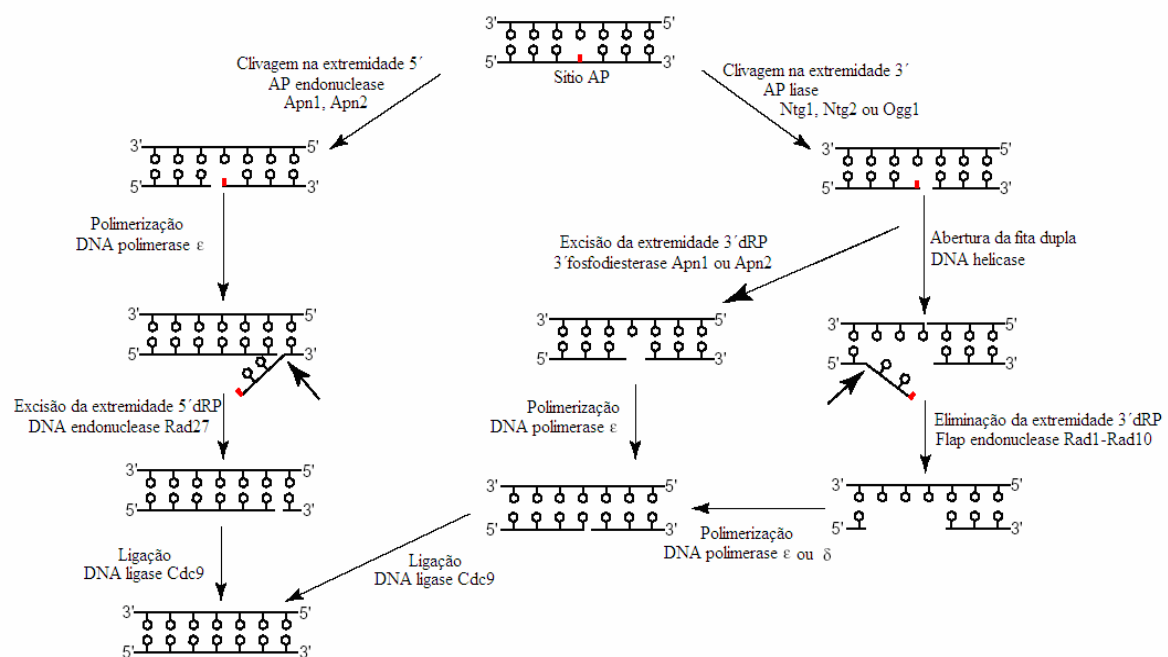 3' 5'
5' 3'
Sitio AP
Clivagem na extremidade 5´
AP endonuclease
Apn1, Apn2
Clivagem na extremidade 3´
AP liase
Ntg1, Ntg2 ou Ogg1
3' 5'
5' 3'
3' 5'
5' 3'
Polimerização
DNA polimerase ε
Excisão da extremidade 3´dRP
3´fosfodiesterase Apn1 ou Apn2
Abertura da fita dupla
DNA helicase
3' 5'
5' 3'
3' 5'
5' 3'
3' 5'
5' 3'
Excisão da extremidade 5´dRP
DNA endonuclease Rad27
Polimerização
DNA polimerase ε
Eliminação da extremidade 3´dRP
Flap endonuclease Rad1-Rad10
3' 5'
5' 3'
3' 5'
5' 3'
3' 5'
5' 3'
Polimerização
DNA polimerase ε ou δ
Ligação
DNA ligase Cdc9
Ligação
DNA ligase Cdc9
3' 5'
5' 3'